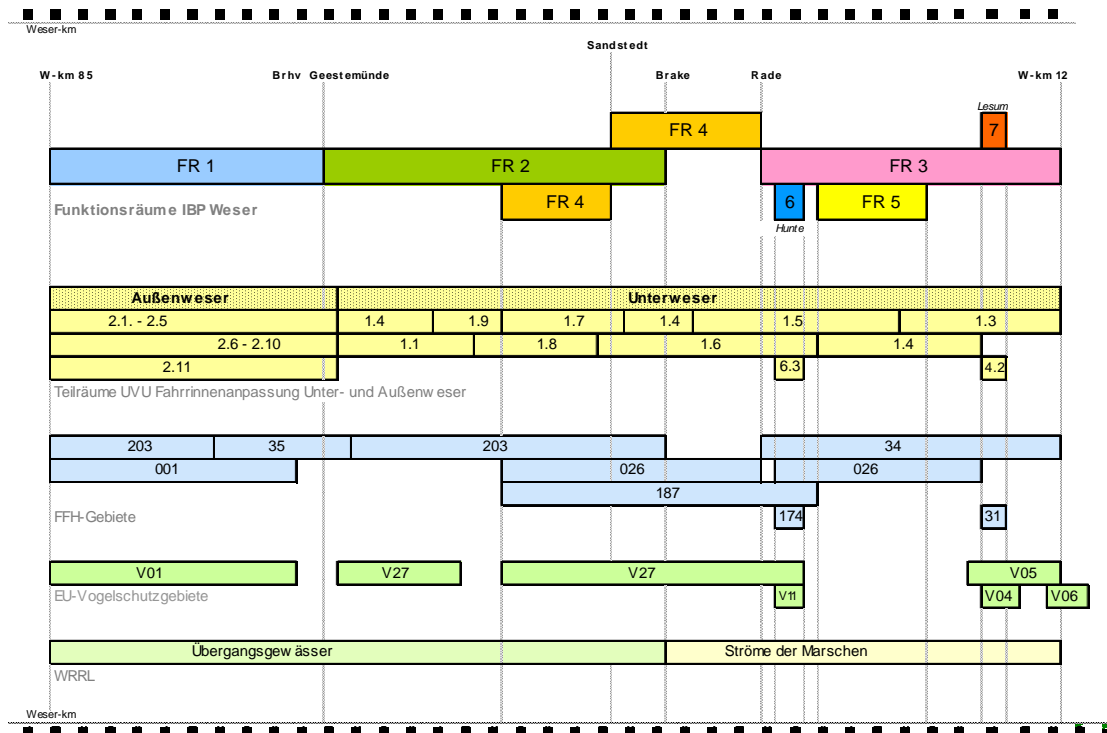 Weser-km
Sandstedt
W-km 85 Brhv Geestemünde Brake Rade W-km 12
Lesum
FR 4 7
FR 1 FR 2 FR 3
Funktionsräume IBP Weser FR 4 6 FR 5
Hunte
Außenweser Unterweser
2.1. - 2.5 1.4 1.9 1.7 1.4 1.5 1.3
2.6 - 2.10 1.1 1.8 1.6 1.4
2.11 6.3 4.2
Teilräume UVU Fahrrinnenanpassung Unter- und Außenweser
203 35 203 34
001 026 026
187
FFH-Gebiete 174 31
V01 V27 V27 V05
EU-Vogelschutzgebiete V11 V04 V06
Übergangsgewässer Ströme der Marschen
WRRL
Weser-km